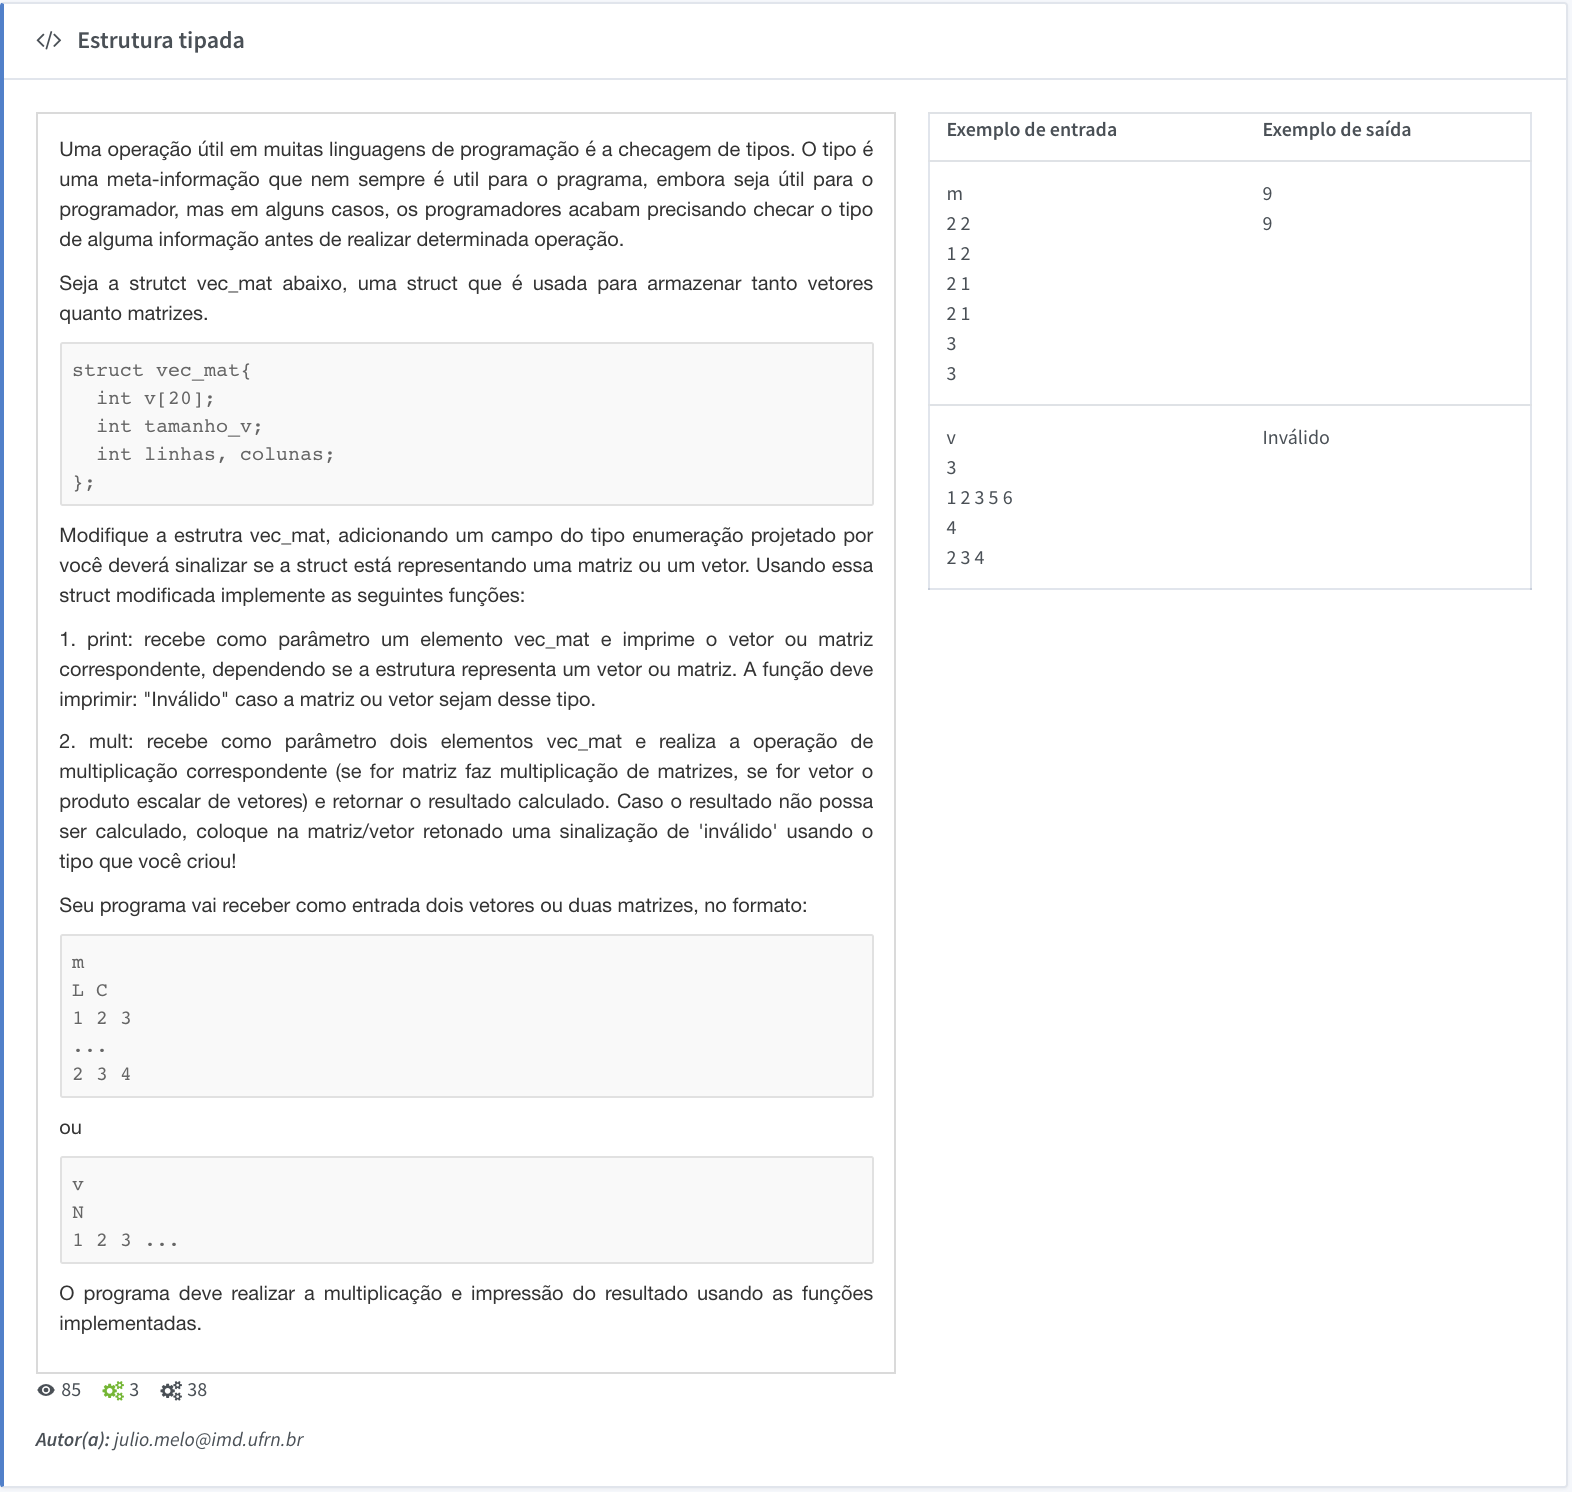 </> Estrutura tipada
Uma operação útil em muitas linguagens de programação é a checagem de tipos. O tipo é
uma meta-informação que nem sempre é util para o pragrama, embora seja útil para o
programador, mas em alguns casos, os programadores acabam precisando checar o tipo
de alguma informação antes de realizar determinada operação.
Seja a strutct vec_mat abaixo, uma struct que é usada para armazenar tanto vetores
quanto matrizes.
struct vec_mat{
  int v[20];
  int tamanho_v;
  int linhas, colunas;
};
Modifique a estrutra vec_mat, adicionando um campo do tipo enumeração projetado por
você deverá sinalizar se a struct está representando uma matriz ou um vetor. Usando essa
struct modificada implemente as seguintes funções:
1. print: recebe como parâmetro um elemento vec_mat e imprime o vetor ou matriz
correspondente, dependendo se a estrutura representa um vetor ou matriz. A função deve
imprimir: "Inválido" caso a matriz ou vetor sejam desse tipo.
2. mult: recebe como parâmetro dois elementos vec_mat e realiza a operação de
multiplicação correspondente (se for matriz faz multiplicação de matrizes, se for vetor o
produto escalar de vetores) e retornar o resultado calculado. Caso o resultado não possa
ser calculado, coloque na matriz/vetor retonado uma sinalização de 'inválido' usando o
tipo que você criou!
Seu programa vai receber como entrada dois vetores ou duas matrizes, no formato:
m
L C
1 2 3
...
2 3 4
ou
v
N
1 2 3 ...
O programa deve realizar a multiplicação e impressão do resultado usando as funções
implementadas.
85 3 38
Autor(a): julio.melo@imd.ufrn.br
Exemplo de entrada Exemplo de saída
m 9
2 2 9
1 2
2 1
2 1
3
3
v Inválido
3
1 2 3 5 6
4
2 3 4